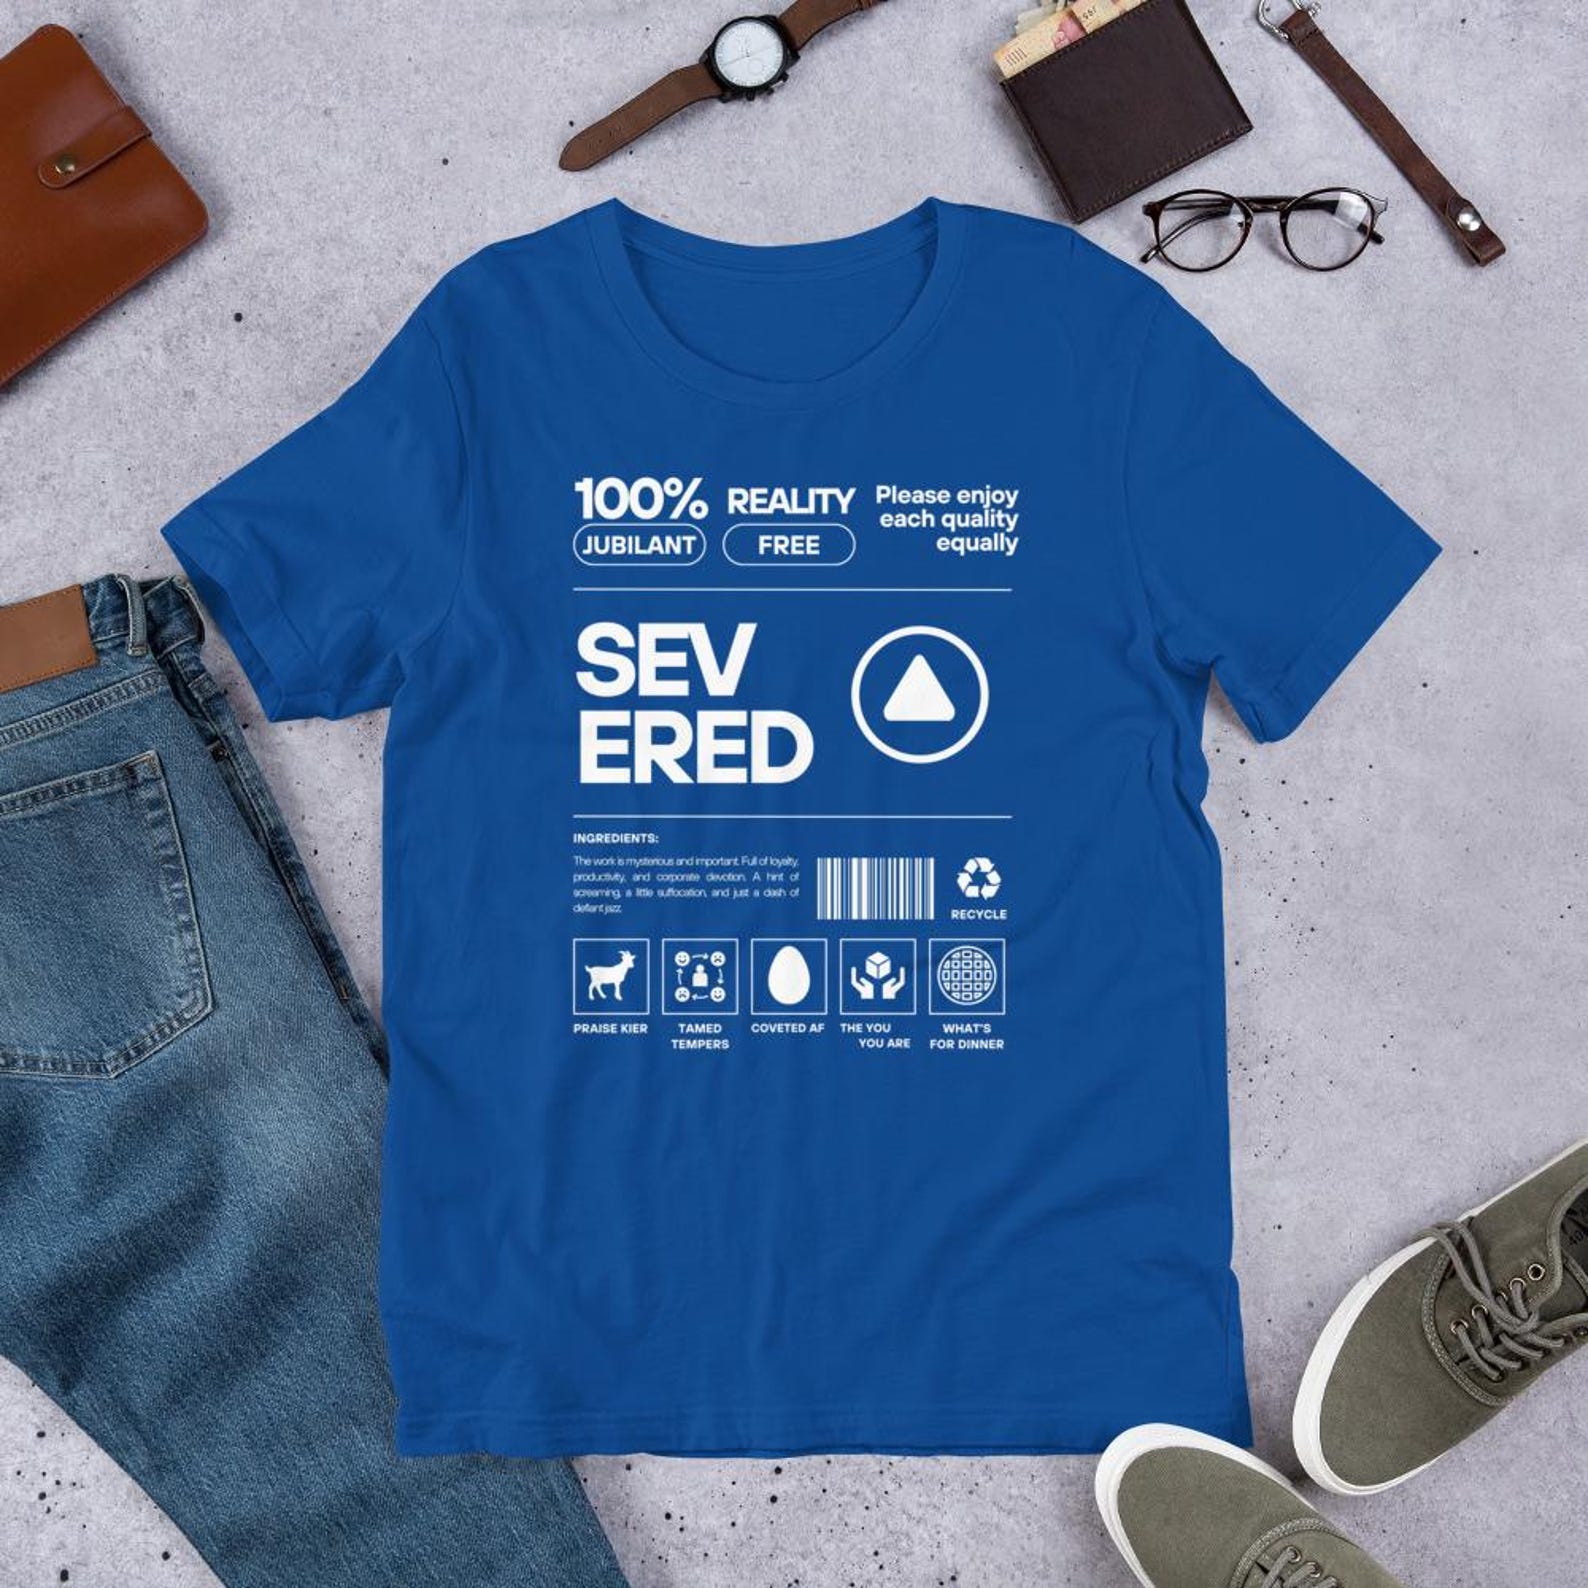 100% REALITY
JUBILANT FREE
Please enjoy
each quality
equally
SEV
ERED
INGREDIENTS:
The work is mysterious and important. Full of loyalty,
productivity, and corporate devotion. A hint of
screaming, a little suffocation, and just a dash of
defiant jazz.
RECYCLE
PRAISE KIER
TAMED
TEMPERS
COVETED AF
THE YOU
YOU ARE
WHAT'S
FOR DINNER